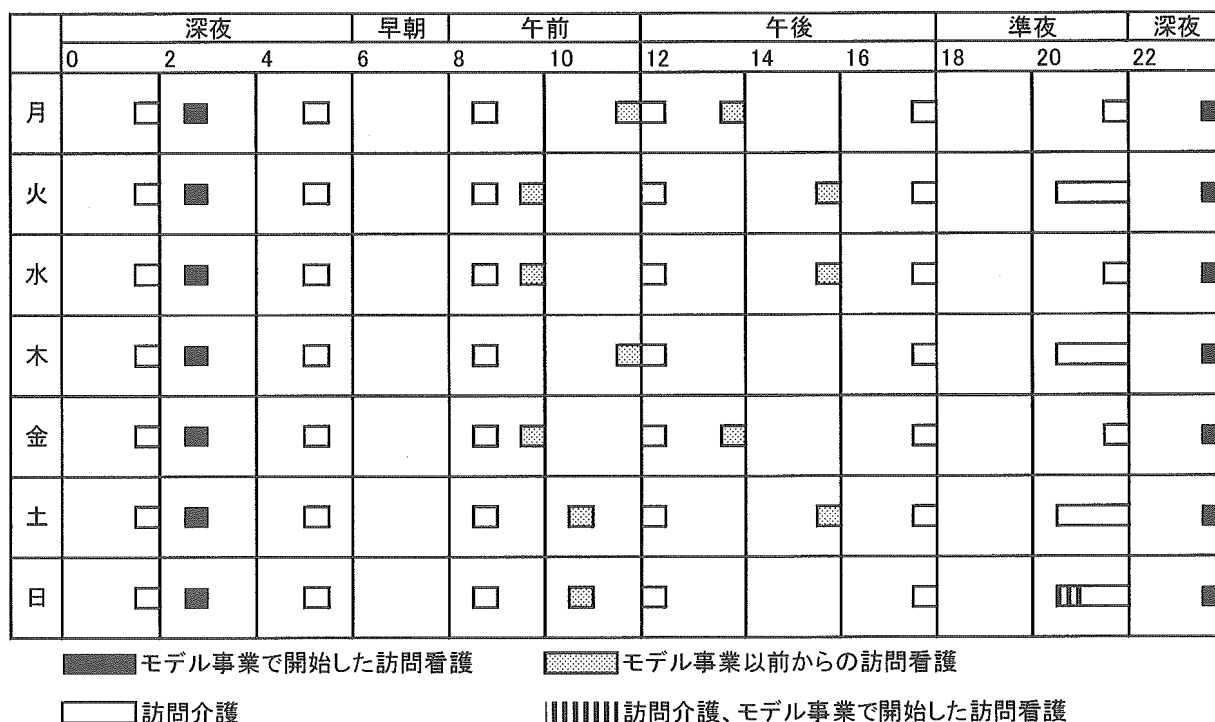 深夜 早朝 午前 午後 準夜 深夜
0 2 4 6 8 10 12 14 16 18 20 22
月
火
水
木
金
土
日
モデル事業で開始した訪問看護 モデル事業以前からの訪問看護
訪問介護 訪問介護、モデル事業で開始した訪問看護